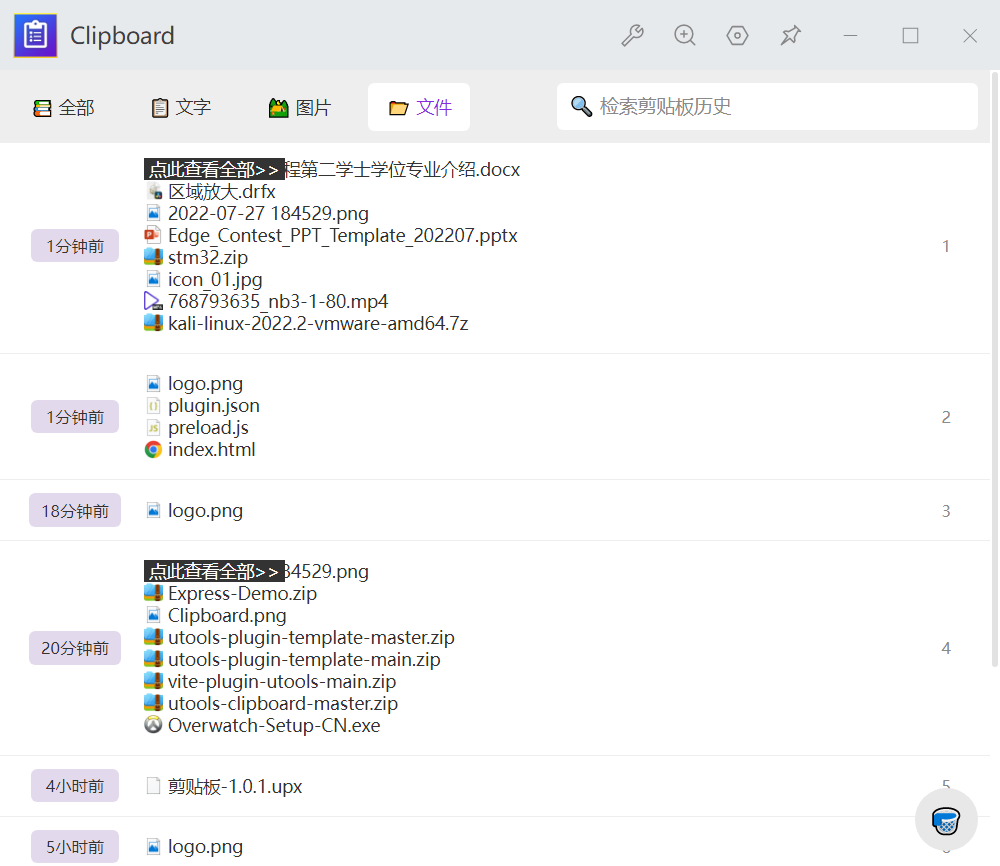 Clipboard
全部
文字
图片
文件
检索剪贴板历史
点此查看全部>>程第二学士学位专业介绍.docx
区域放大.drfx
2022-07-27 184529.png
Edge_Contest_PPT_Template_202207.pptx
1分钟前
1
stm32.zip
icon_01.jpg
768793635_nb3-1-80.mp4
kali-linux-2022.2-vmware-amd64.7z
logo.png
plugin.json
1分钟前
2
preload.js
index.html
18分钟前
logo.png
3
点此查看全部>>34529.png
Express-Demo.zip
Clipboard.png
utools-plugin-template-master.zip
20分钟前
4
utools-plugin-template-main.zip
vite-plugin-utools-main.zip
utools-clipboard-master.zip
Overwatch-Setup-CN.exe
4小时前
剪贴板-1.0.1.upx
5
5小时前
logo.png